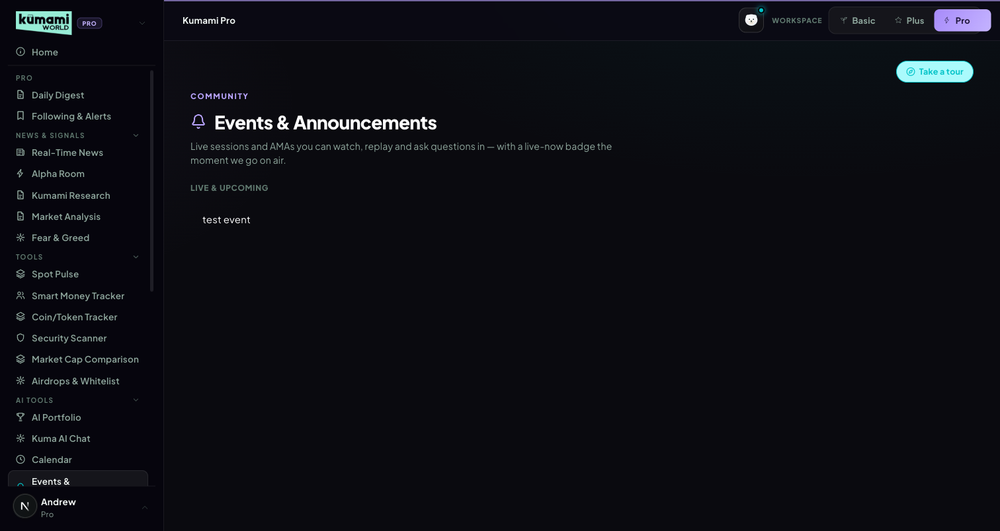 kumami
WORLD
PRO
Home
PRO
Daily Digest
Following & Alerts
NEWS & SIGNALS
Real-Time News
Alpha Room
Kumami Research
Market Analysis
Fear & Greed
TOOLS
Spot Pulse
Smart Money Tracker
Coin/Token Tracker
Security Scanner
Market Cap Comparison
Airdrops & Whitelist
AI TOOLS
AI Portfolio
Kuma AI Chat
Calendar
Events &
N
Andrew
Pro
Kumami Pro
WORKSPACE
Basic
Plus
Pro
Take a tour
COMMUNITY
Events & Announcements
Live sessions and AMAs you can watch, replay and ask questions in — with a live-now badge the
moment we go on air.
LIVE & UPCOMING
test event